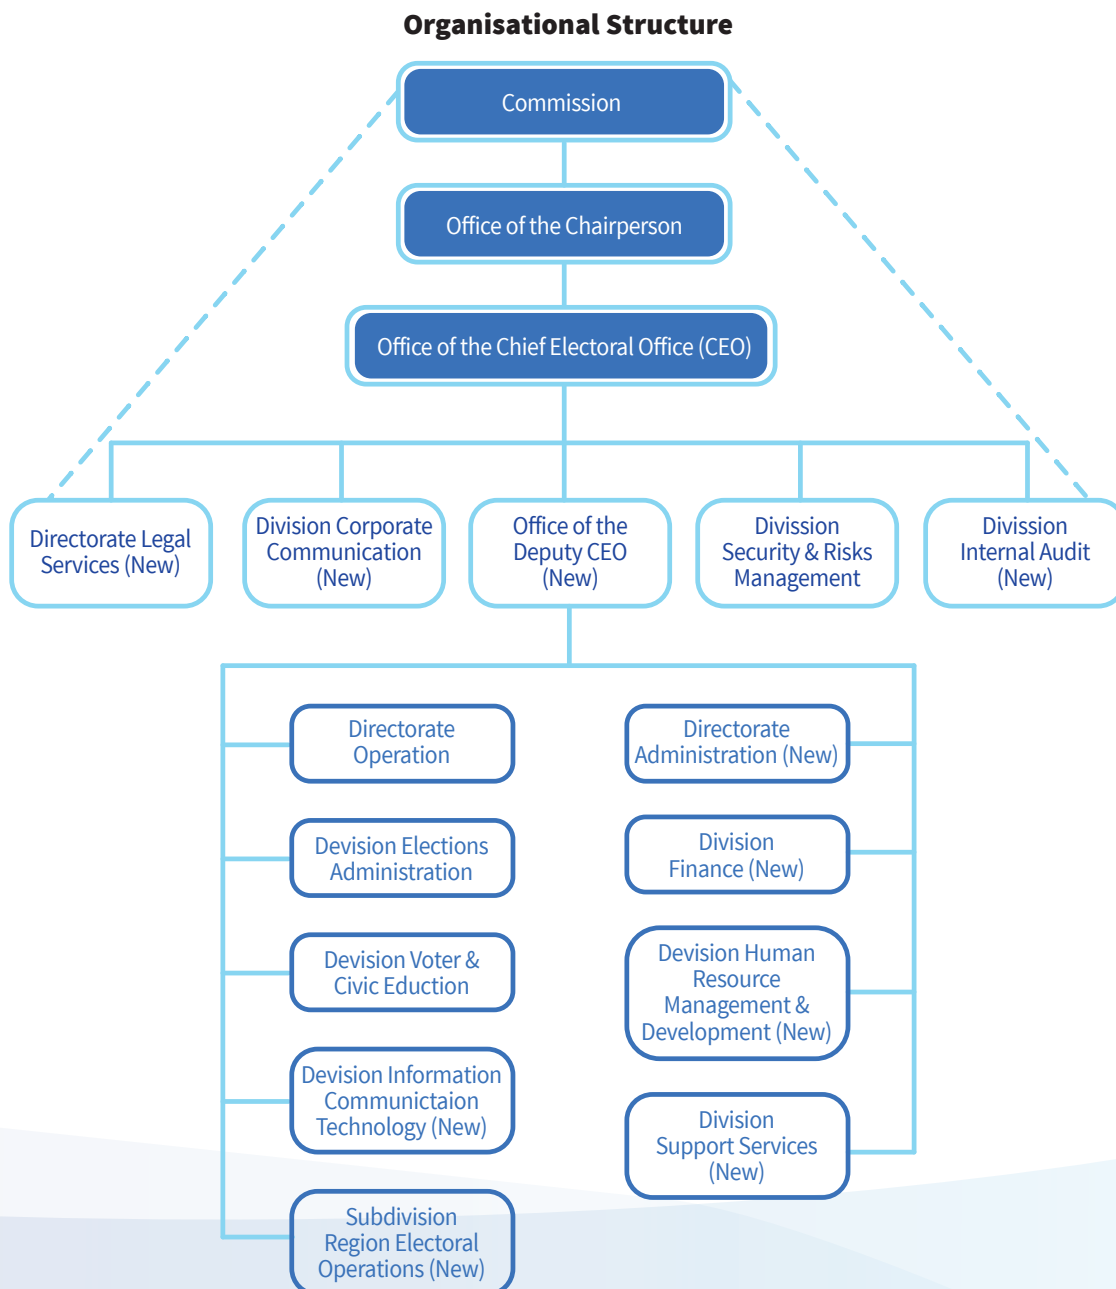 Organisational Structure
Commission
Office of the Chairperson
Office of the Chief Electoral Office (CEO)
Directorate Legal
Services (New)
Division Corporate
Communication
(New)
Office of the
Deputy CEO
(New)
Divission
Security & Risks
Management
Divission
Internal Audit
(New)
Directorate
Operation
Devision Elections
Administration
Devision Voter &
Civic Eduction
Devision Information
Communictaion
Technology (New)
Subdivision
Region Electoral
Operations (New)
Directorate
Administration (New)
Division
Finance (New)
Devision Human
Resource
Management &
Development (New)
Division
Support Services
(New)